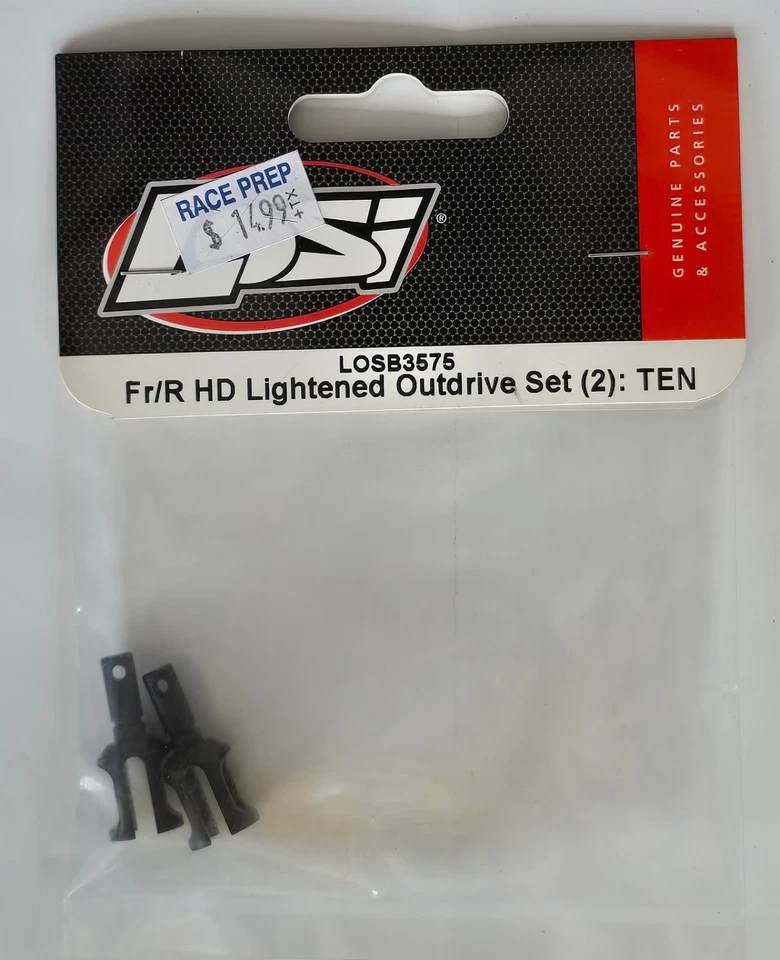 RACE PREP
$ 14.99 +TX
Losi®
GENUINE PARTS
& ACCESSORIES
LOSB3575
Fr/R HD Lightened Outdrive Set (2): TEN